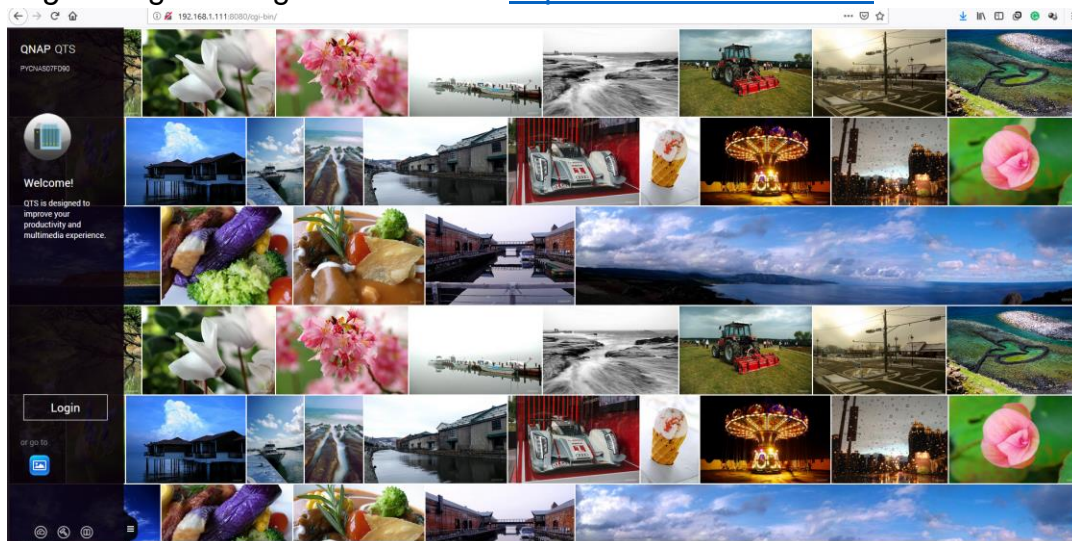 192.168.1.111:8080/cgi-bin/
QNAP QTS
PYCNAS07FD90
Welcome!
QTS is designed to
improve your
productivity and
multimedia experience.
Login
or go to